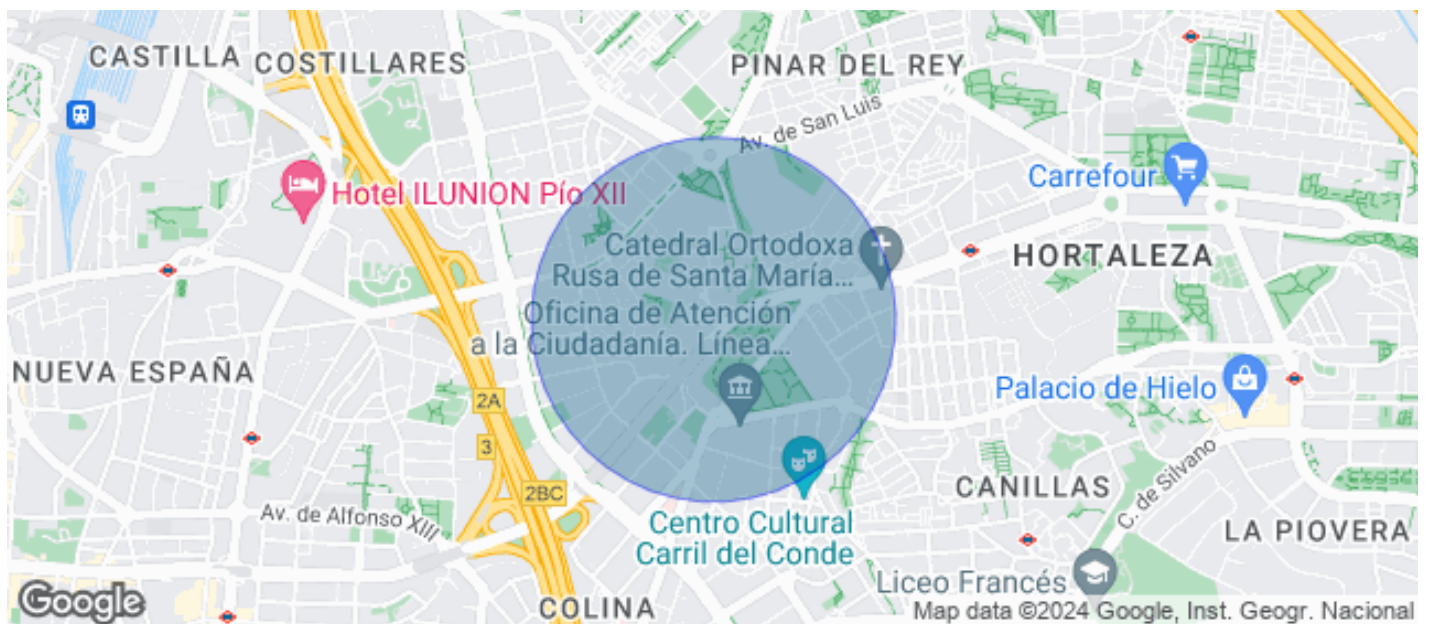 CASTILLA
COSTILLARES
PINAR DEL REY
Av. de San Luis
Hotel ILUNION Pío XII
Carrefour
Catedral Ortodoxa
Rusa de Santa María...
HORTALEZA
Oficina de Atención
a la Ciudadanía. Línea...
NUEVA ESPAÑA
Palacio de Hielo
2A
3
2BC
CANILLAS
C. de Silvano
Av. de Alfonso XIII
Centro Cultural
Carril del Conde
LA PIOVERA
Liceo Francés
Google
COLINA
Map data ©2024 Google, Inst. Geogr. Nacional